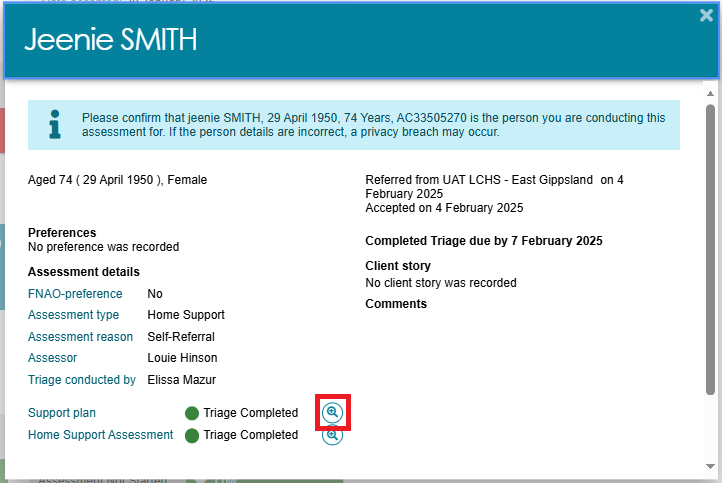 Jeenie SMITH
Please confirm that jeenie SMITH, 29 April 1950, 74 Years, AC33505270 is the person you are conducting this
assessment for. If the person details are incorrect, a privacy breach may occur.
Aged 74 ( 29 April 1950 ), Female
Preferences
No preference was recorded
Assessment details
FNAO-preference No
Assessment type Home Support
Assessment reason Self-Referral
Assessor Louie Hinson
Triage conducted by Elissa Mazur
Support plan Triage Completed
Home Support Assessment Triage Completed
Referred from UAT LCHS - East Gippsland on 4
February 2025
Accepted on 4 February 2025
Completed Triage due by 7 February 2025
Client story
No client story was recorded
Comments
Assessment Not Started